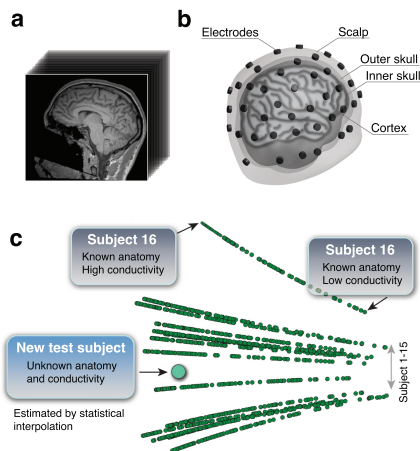 a
b
Electrodes
Scalp
Outer skull
Inner skull
Cortex
c
Subject 16
Known anatomy
High conductivity
Subject 16
Known anatomy
Low conductivity
New test subject
Unknown anatomy
and conductivity
Estimated by statistical
interpolation
Subject 1-15